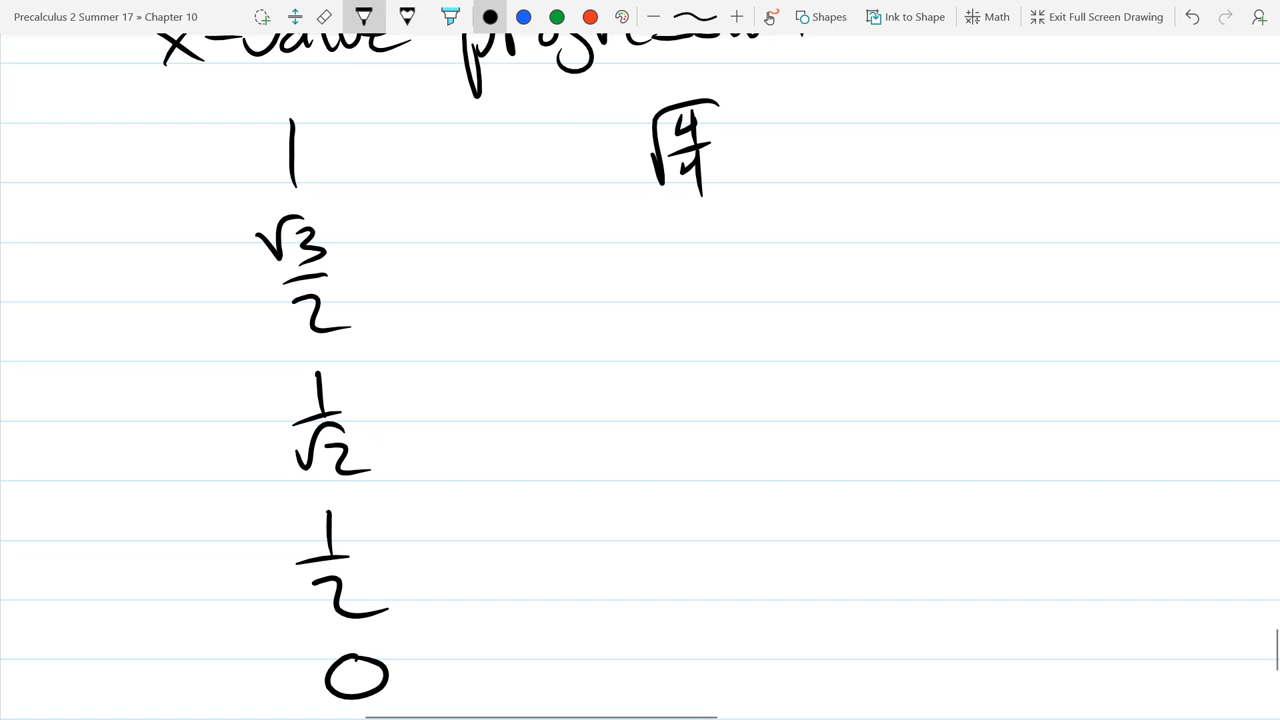 Precalculus 2 Summer 17 » Chapter 10 Shapes Ink to Shape Math Exit Full Screen Drawing
x-value
1 √(4/4)
√3/2
1/√2
1/2
0